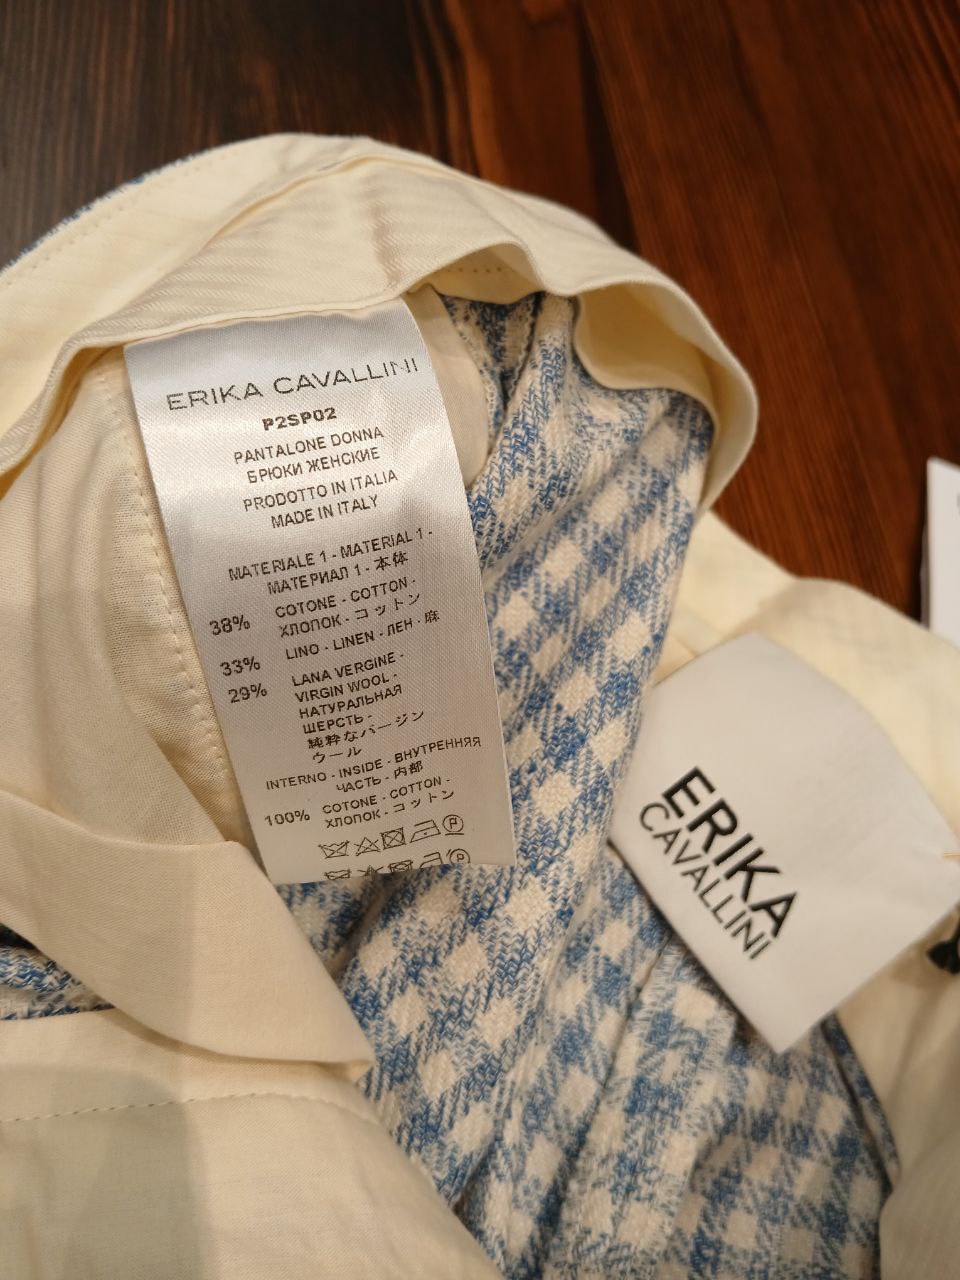 ERIKA CAVALLINI
P2SP02
PANTALONE DONNA
БРЮКИ ЖЕНСКИЕ
PRODOTTO IN ITALIA
MADE IN ITALY
MATERIALE 1 - MATERIAL 1 -
МАТЕРИАЛ 1 - 本体
38% COTONE - COTTON -
ХЛОПОК - コットン
33% LINO - LINEN - ЛЕН - 麻
29% LANA VERGINE -
VIRGIN WOOL -
НАТУРАЛЬНАЯ
ШЕРСТЬ -
純粋なバージン
ウール
INTERNO - INSIDE - ВНУТРЕННЯЯ
ЧАСТЬ - 内部
100% COTONE - COTTON -
ХЛОПОК - コットン
P
P
ERIKA
CAVALLINI